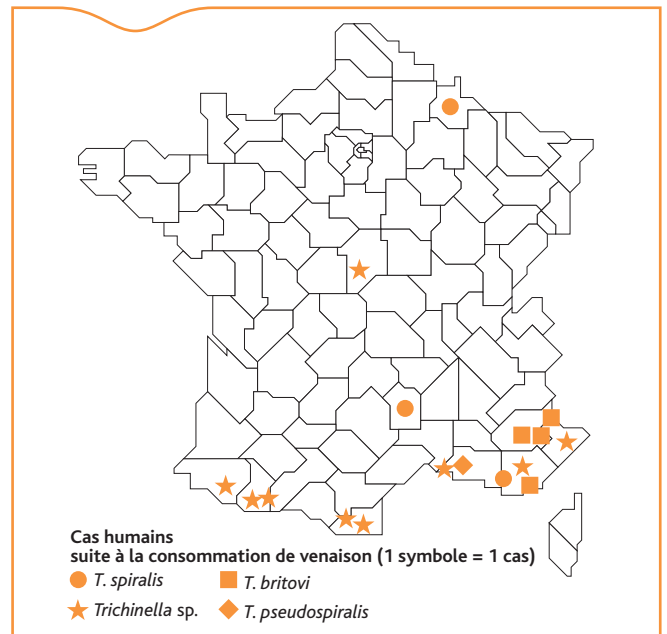 Cas humains
suite à la consommation de venaison (1 symbole = 1 cas)
T. spiralis
T. britovi
Trichinella sp.
T. pseudospiralis